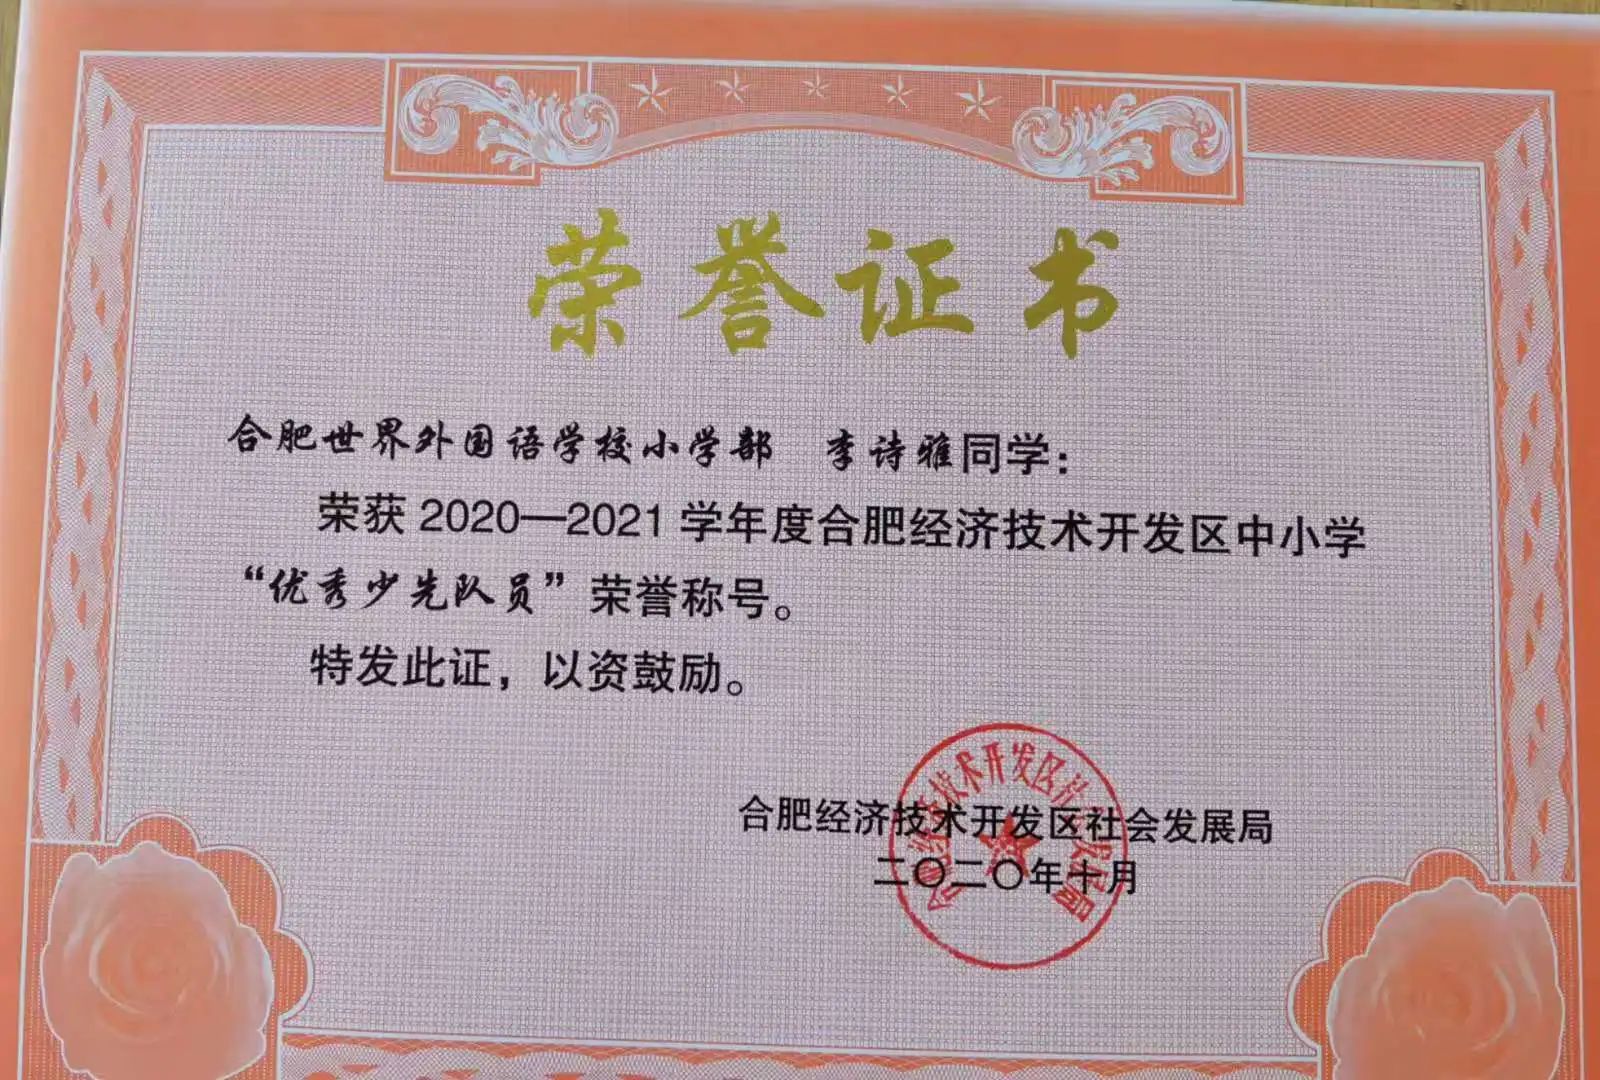 荣誉证书
合肥世界外国语学校小学部 李诗雅同学：
荣获 2020—2021 学年度合肥经济技术开发区中小学
“优秀少先队员”荣誉称号。
特发此证，以资鼓励。
合肥经济技术开发区社会发展局
二〇二〇年十月